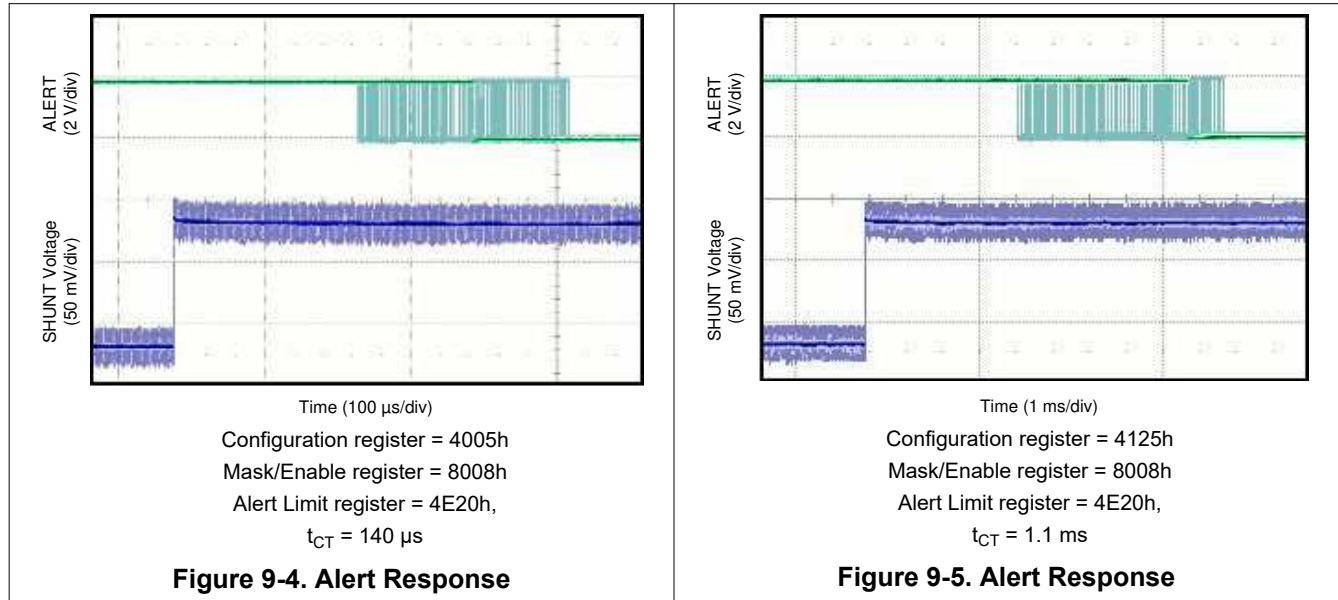 ALERT
(2 V/div)
SHUNT Voltage
(50 mV/div)
Time (100 µs/div)
Configuration register = 4005h
Mask/Enable register = 8008h
Alert Limit register = 4E20h,
tCT = 140 µs
Figure 9-4. Alert Response
ALERT
(2 V/div)
SHUNT Voltage
(50 mV/div)
Time (1 ms/div)
Configuration register = 4125h
Mask/Enable register = 8008h
Alert Limit register = 4E20h,
tCT = 1.1 ms
Figure 9-5. Alert Response